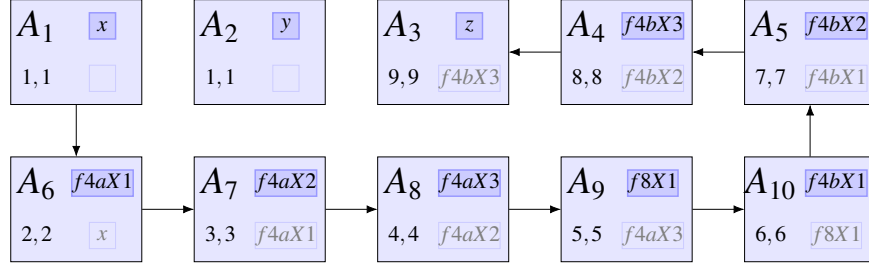 A1 x A2 y A3 z A4 f4bX3 A5 f4bX2
1,1 1,1 9,9 f4bX3 8,8 f4bX2 7,7 f4bX1
A6 f4aX1 A7 f4aX2 A8 f4aX3 A9 f8X1 A10 f4bX1
2,2 x 3,3 f4aX1 4,4 f4aX2 5,5 f4aX3 6,6 f8X1